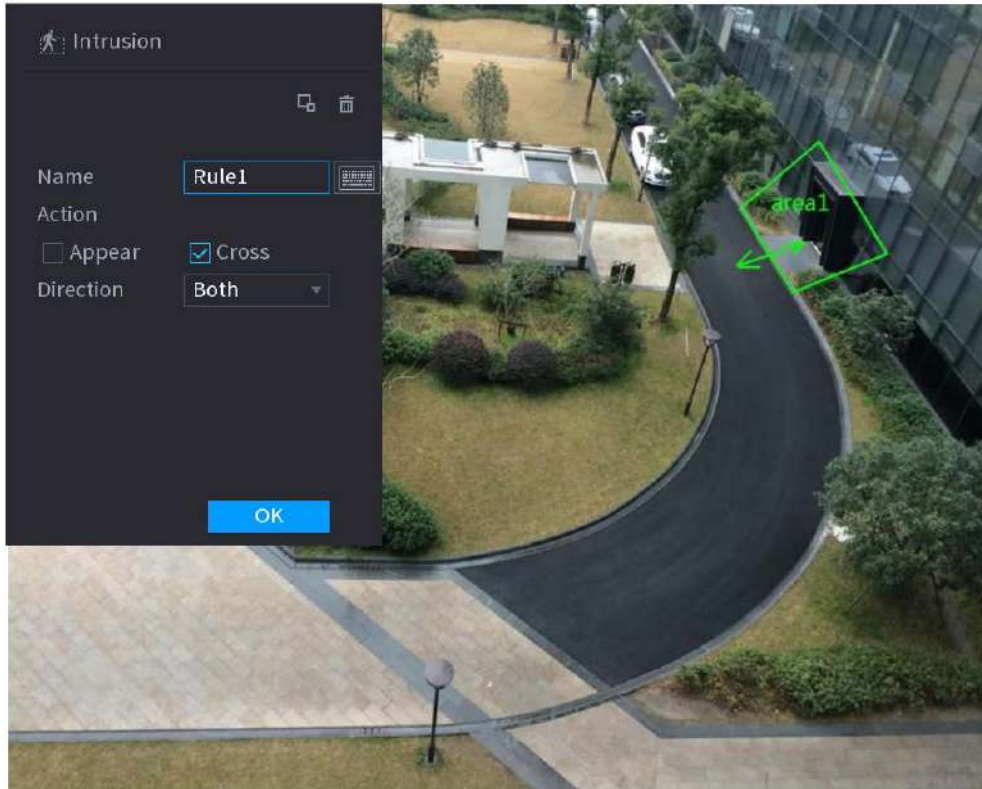 Intrusion
Name Rule1
Action
Appear Cross
Direction Both
OK
area1